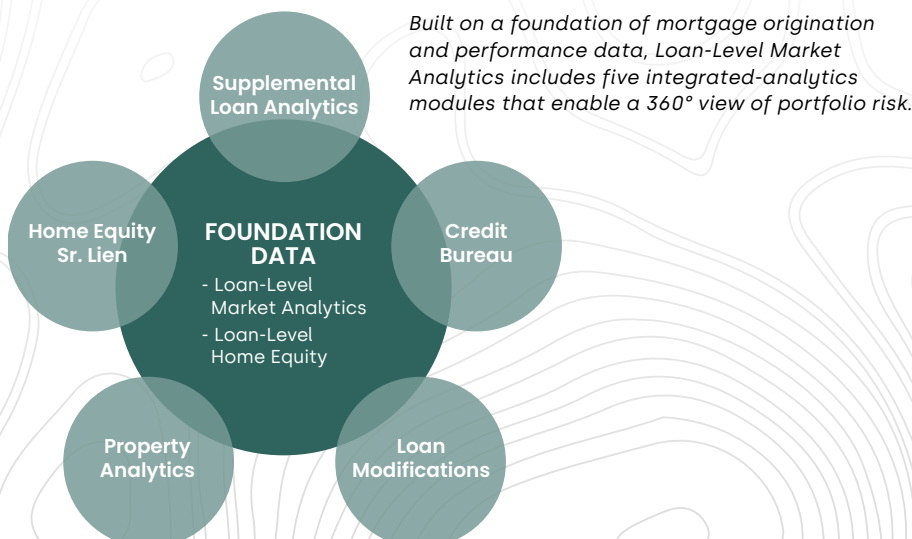 Built on a foundation of mortgage origination
and performance data, Loan-Level Market
Analytics includes five integrated-analytics
modules that enable a 360° view of portfolio risk.
Supplemental
Loan Analytics
Home Equity
Sr. Lien
FOUNDATION
DATA
- Loan-Level
Market Analytics
- Loan-Level
Home Equity
Credit
Bureau
Property
Analytics
Loan
Modifications